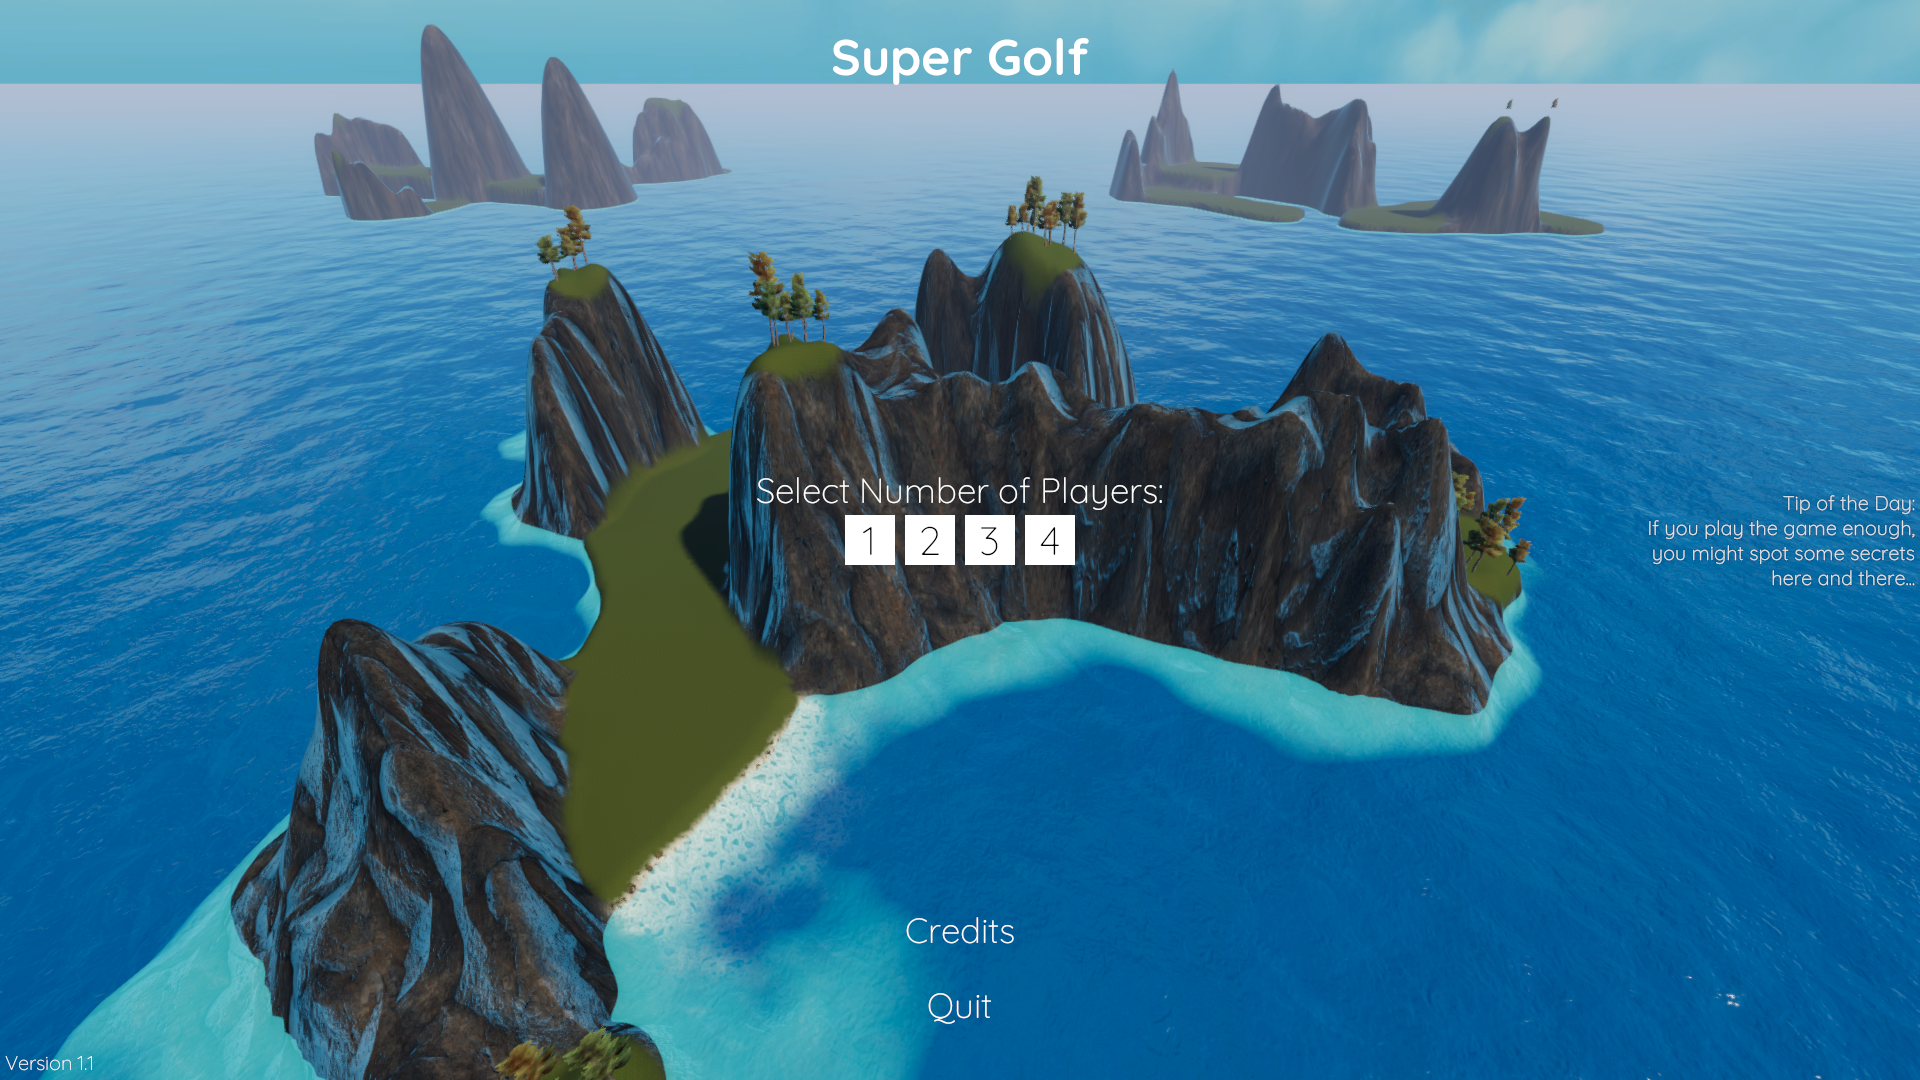 Super Golf
Select Number of Players:
1 2 3 4
Tip of the Day:
If you play the game enough,
you might spot some secrets
here and there...
Credits
Quit
Version 1.1